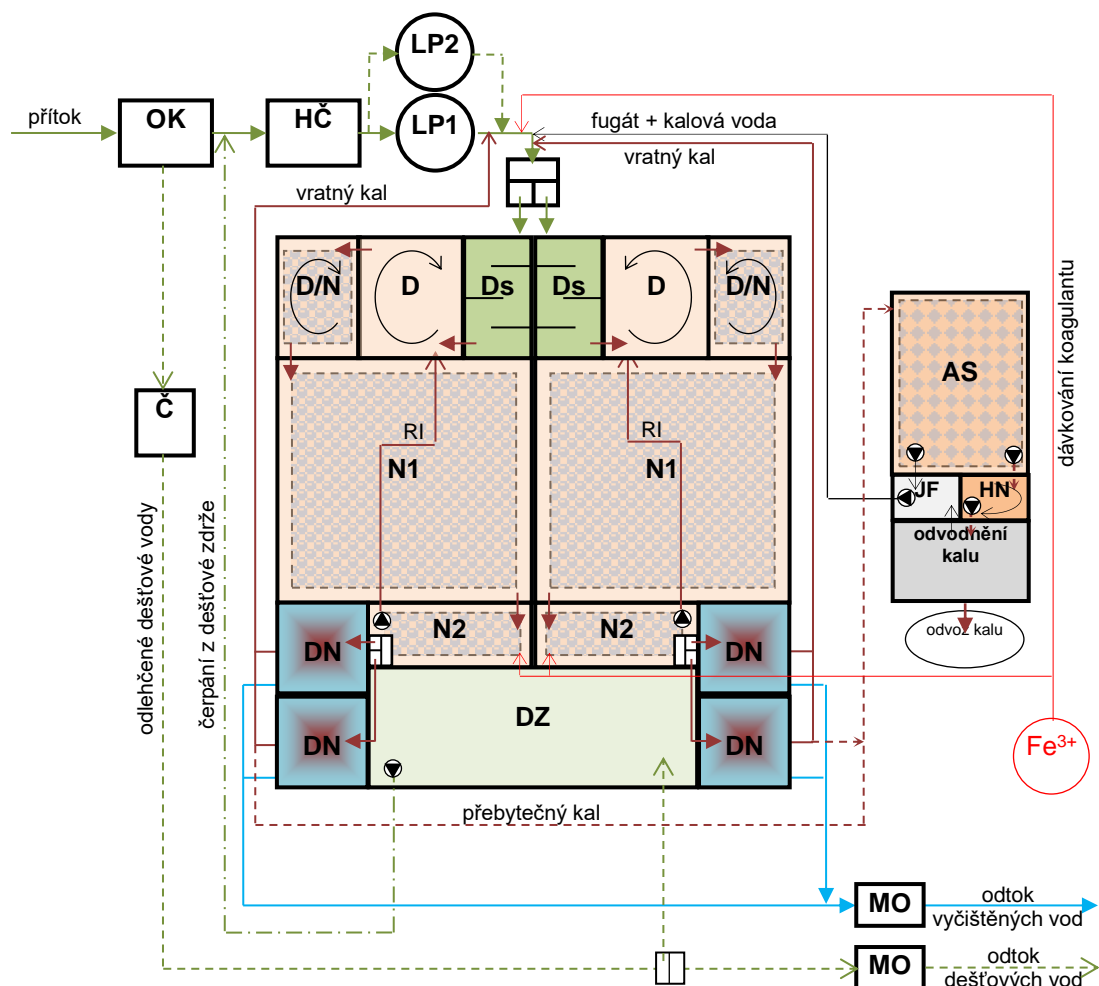 LP2
přítok
OK
HČ
LP1
fugát + kalová voda
vratný kal
vratný kal
D/N
D
Ds
Ds
D
D/N
AS
dávkování koagulantu
RI
RI
N1
N1
Č
JF
HN
odvodnění
kalu
odvoz kalu
odlehčené dešťové vody
čerpání z dešťové zdrže
N2
N2
DN
DN
DZ
DN
DN
Fe3+
přebytečný kal
MO
odtok
vyčištěných vod
MO
odtok
dešťových vod